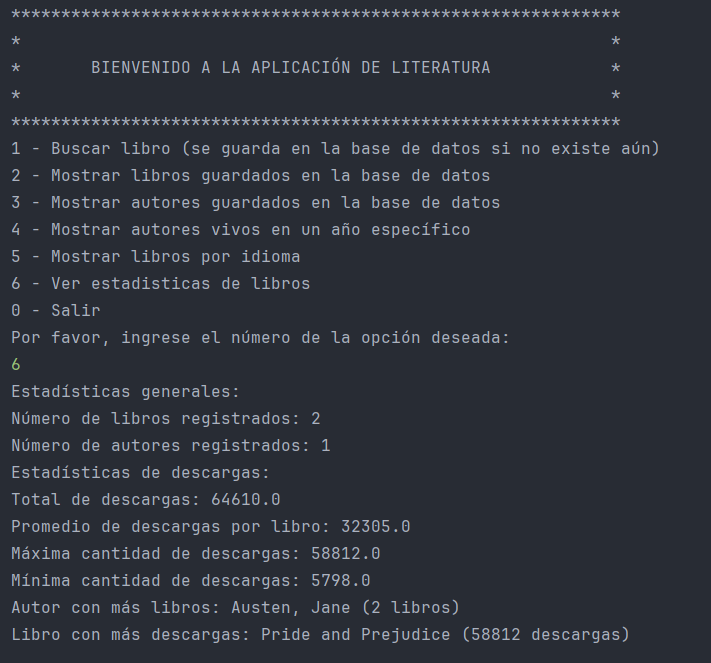 *************************************************************
*                                                           *
*       BIENVENIDO A LA APLICACIÓN DE LITERATURA            *
*                                                           *
*************************************************************
1 - Buscar libro (se guarda en la base de datos si no existe aún)
2 - Mostrar libros guardados en la base de datos
3 - Mostrar autores guardados en la base de datos
4 - Mostrar autores vivos en un año específico
5 - Mostrar libros por idioma
6 - Ver estadisticas de libros
0 - Salir
Por favor, ingrese el número de la opción deseada:
6
Estadísticas generales:
Número de libros registrados: 2
Número de autores registrados: 1
Estadísticas de descargas:
Total de descargas: 64610.0
Promedio de descargas por libro: 32305.0
Máxima cantidad de descargas: 58812.0
Mínima cantidad de descargas: 5798.0
Autor con más libros: Austen, Jane (2 libros)
Libro con más descargas: Pride and Prejudice (58812 descargas)